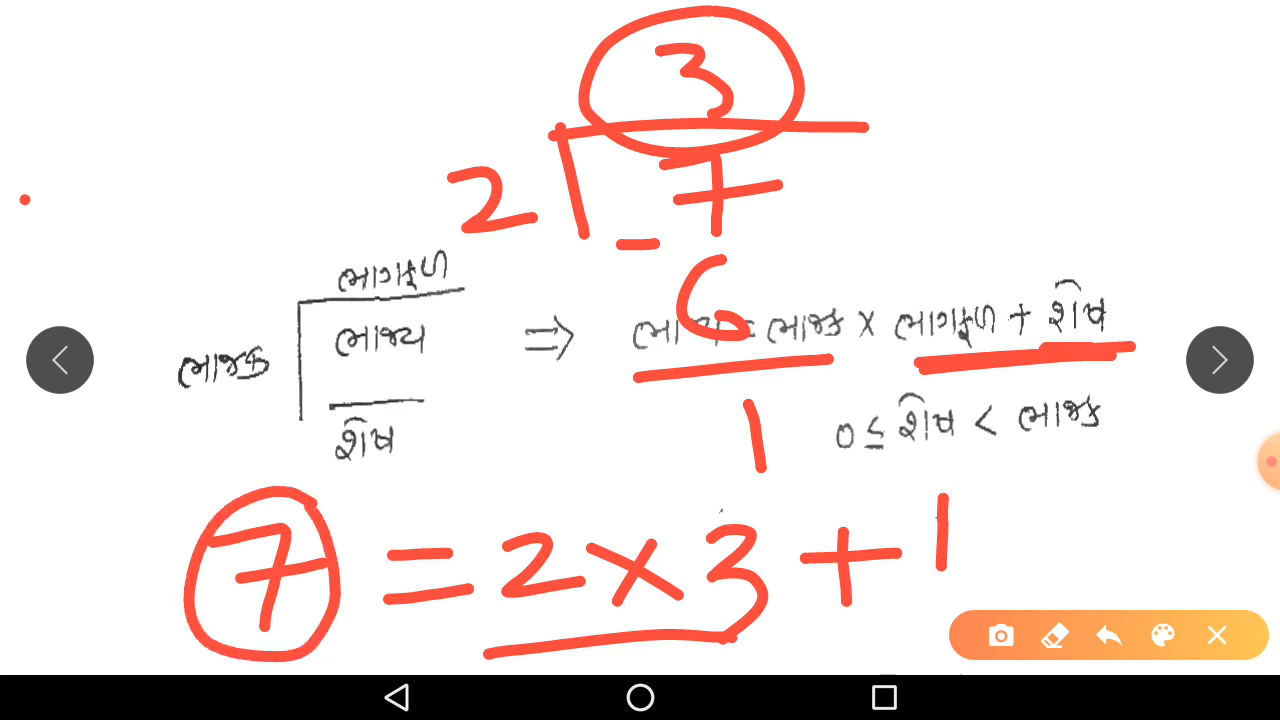 3
2 7
6
1
ભાગફળ
ભાજક ભાજ્ય ⇒ ભાજ્ય = ભાજક × ભાગફળ + શેષ
શેષ 0 ≤ શેષ < ભાજક
7 = 2 × 3 + 1